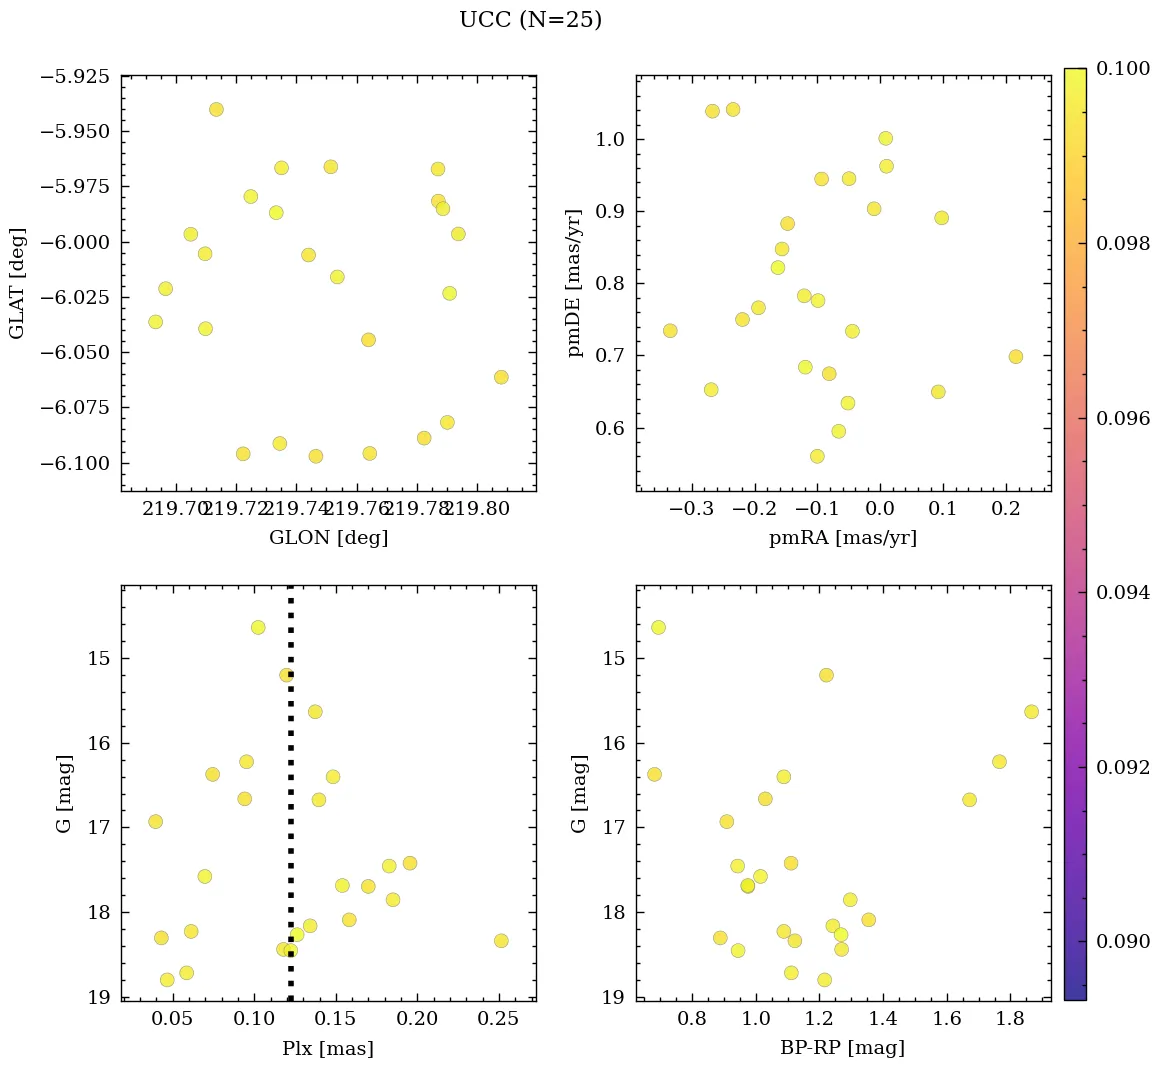 UCC (N=25)
−5.925
−5.950
−5.975
−6.000
−6.025
−6.050
−6.075
−6.100
GLAT [deg]
219.70 219.72 219.74 219.76 219.78 219.80
GLON [deg]
1.0
0.9
0.8
0.7
0.6
pmDE [mas/yr]
−0.3 −0.2 −0.1 0.0 0.1 0.2
pmRA [mas/yr]
15
16
17
18
19
G [mag]
0.05 0.10 0.15 0.20 0.25
Plx [mas]
15
16
17
18
19
G [mag]
0.8 1.0 1.2 1.4 1.6 1.8
BP-RP [mag]
0.100
0.098
0.096
0.094
0.092
0.090